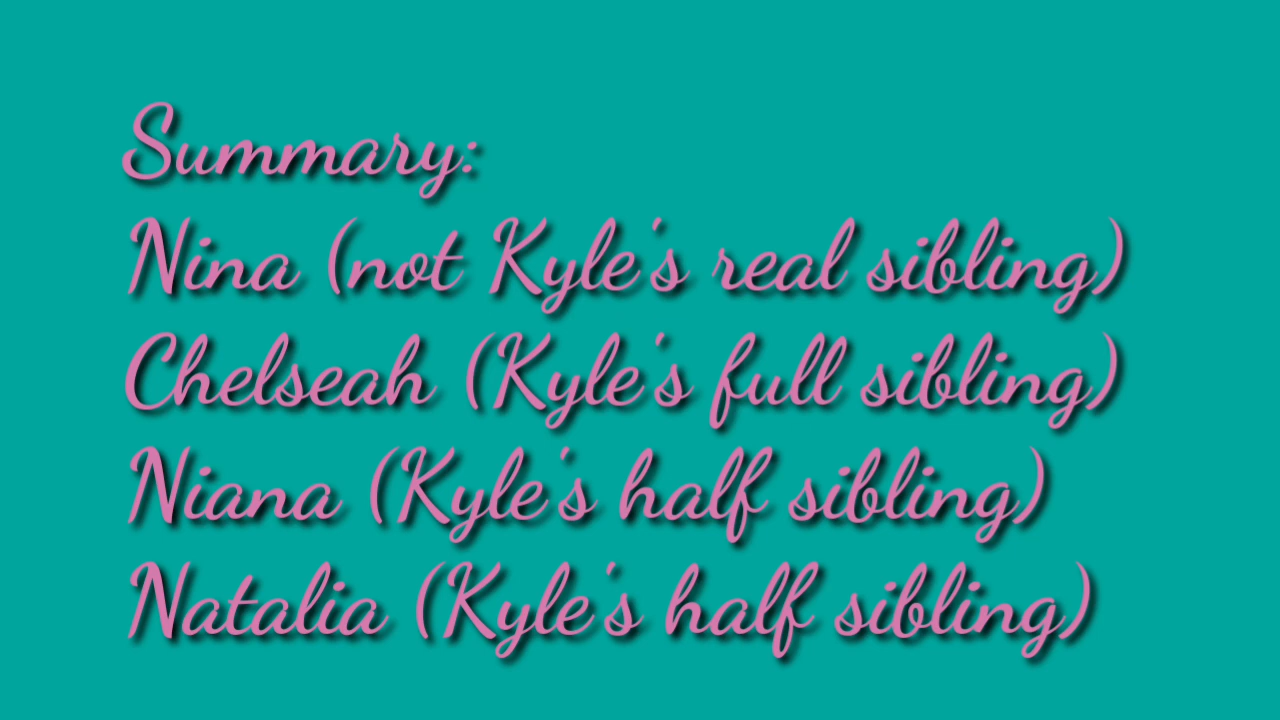 Summary:
Nina (not Kyle's real sibling)
Chelseah (Kyle's full sibling)
Niana (Kyle's half sibling)
Natalia (Kyle's half sibling)